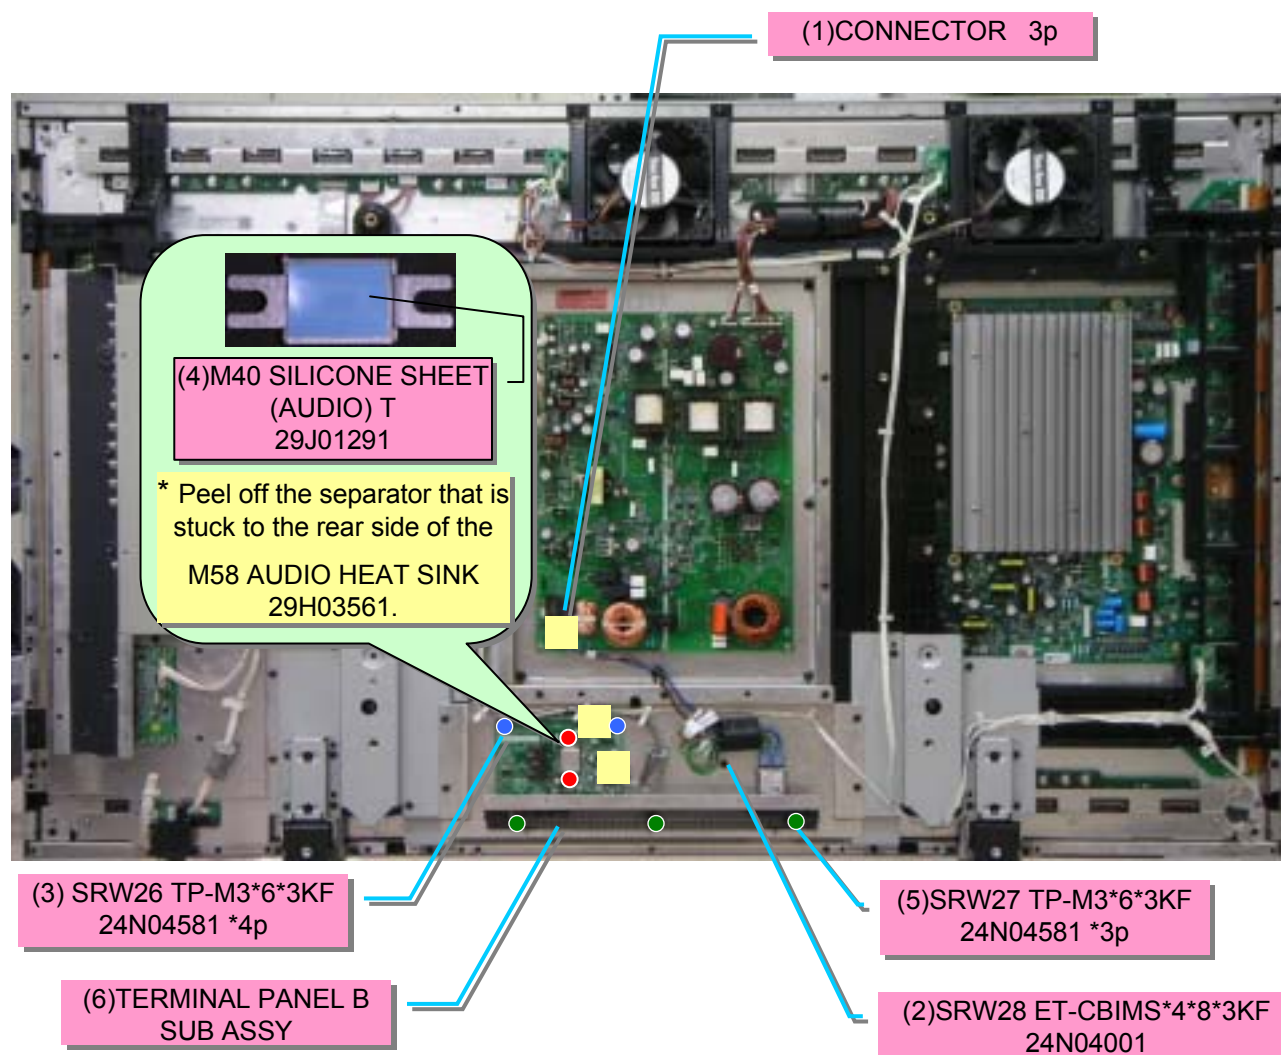 (1)CONNECTOR 3p
(4)M40 SILICONE SHEET
(AUDIO) T
29J01291
* Peel off the separator that is
stuck to the rear side of the
M58 AUDIO HEAT SINK
29H03561.
(3) SRW26 TP-M3*6*3KF
24N04581 *4p
(5)SRW27 TP-M3*6*3KF
24N04581 *3p
(6)TERMINAL PANEL B
SUB ASSY
(2)SRW28 ET-CBIMS*4*8*3KF
24N04001